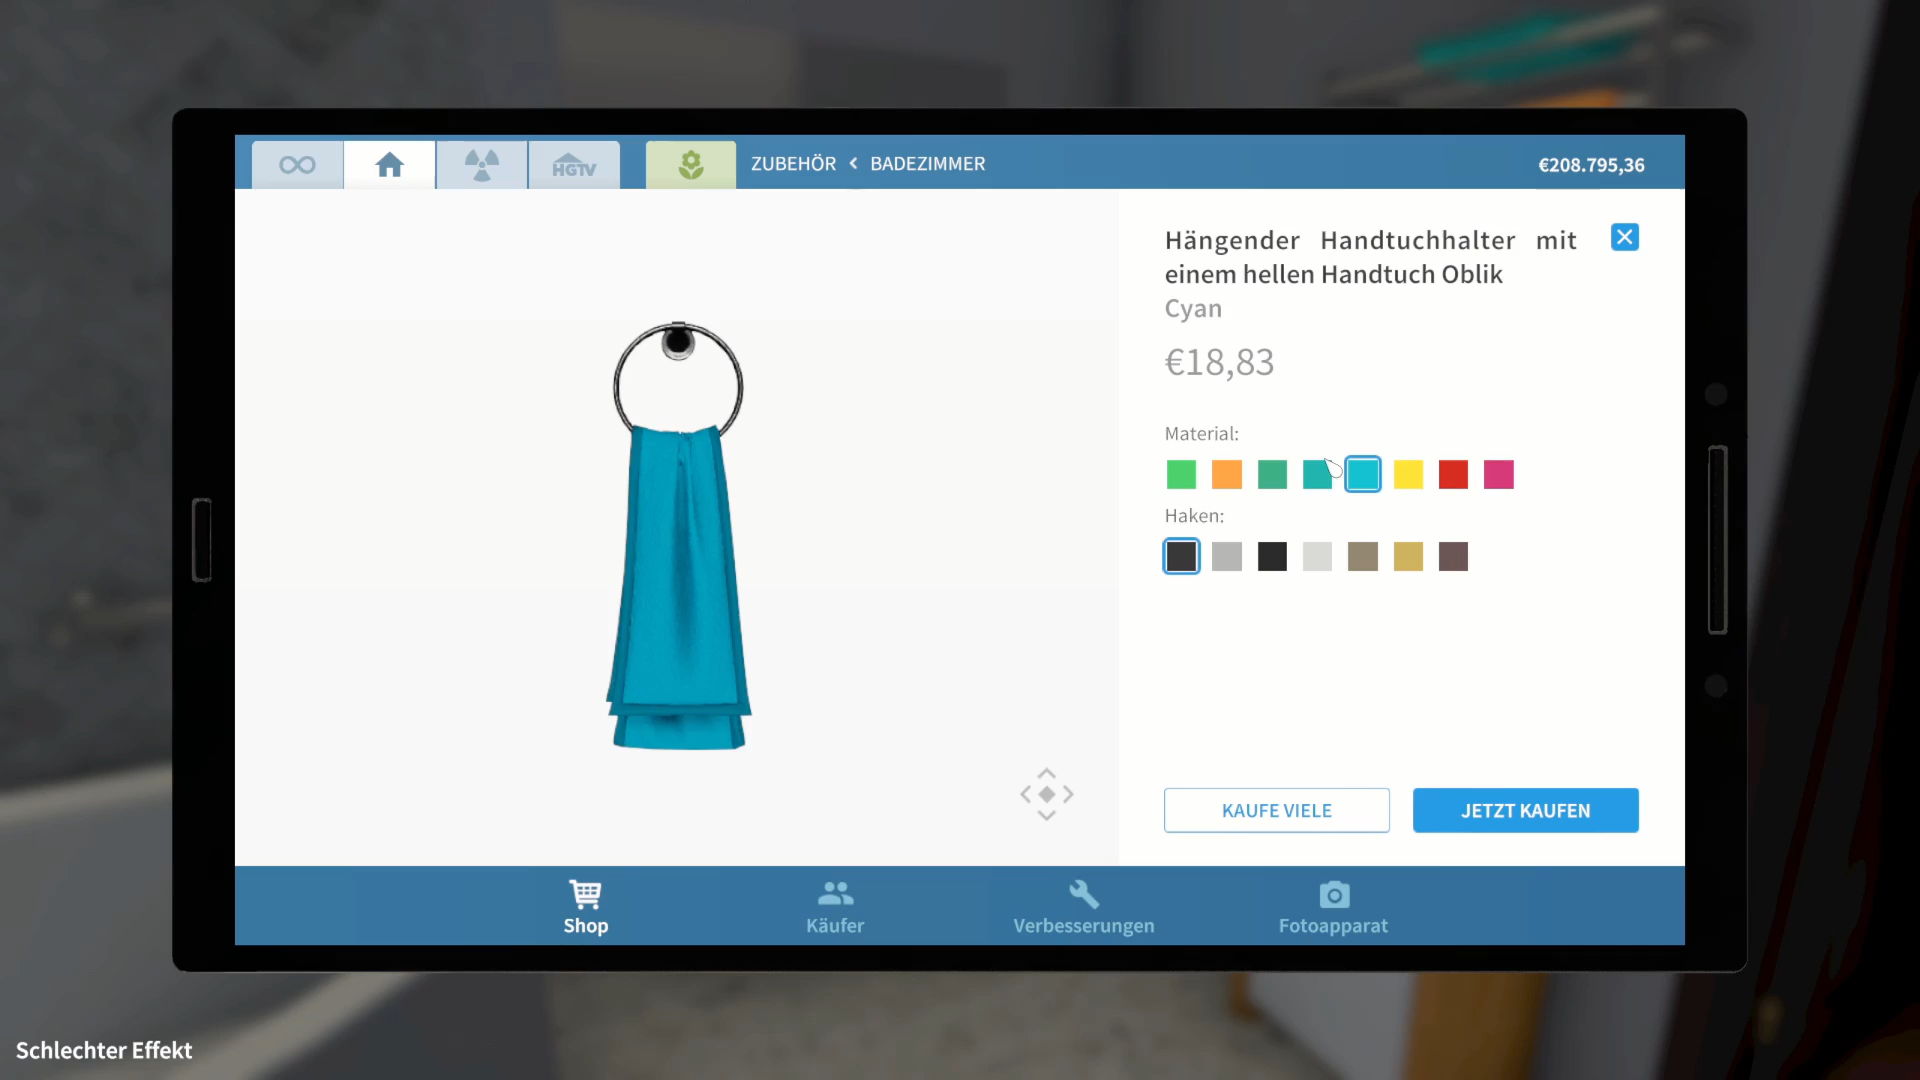 HGTV
ZUBEHÖR < BADEZIMMER
€208.795,36
Hängender Handtuchhalter mit
einem hellen Handtuch Oblik
Cyan
€18,83
Material:
Haken:
KAUFE VIELE
JETZT KAUFEN
Shop
Käufer
Verbesserungen
Fotoapparat
Schlechter Effekt